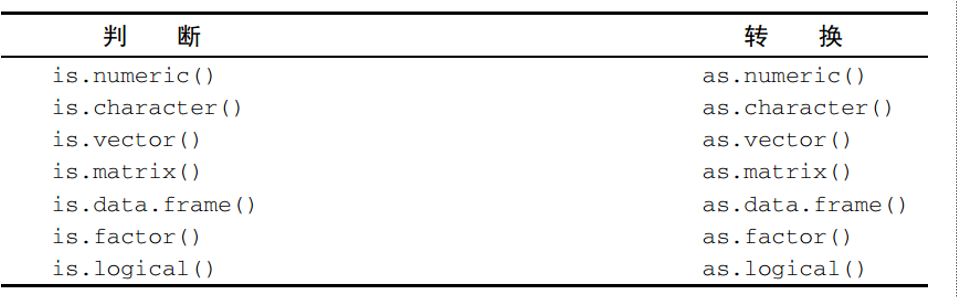 判 断 转 换
is.numeric() as.numeric()
is.character() as.character()
is.vector() as.vector()
is.matrix() as.matrix()
is.data.frame() as.data.frame()
is.factor() as.factor()
is.logical() as.logical()